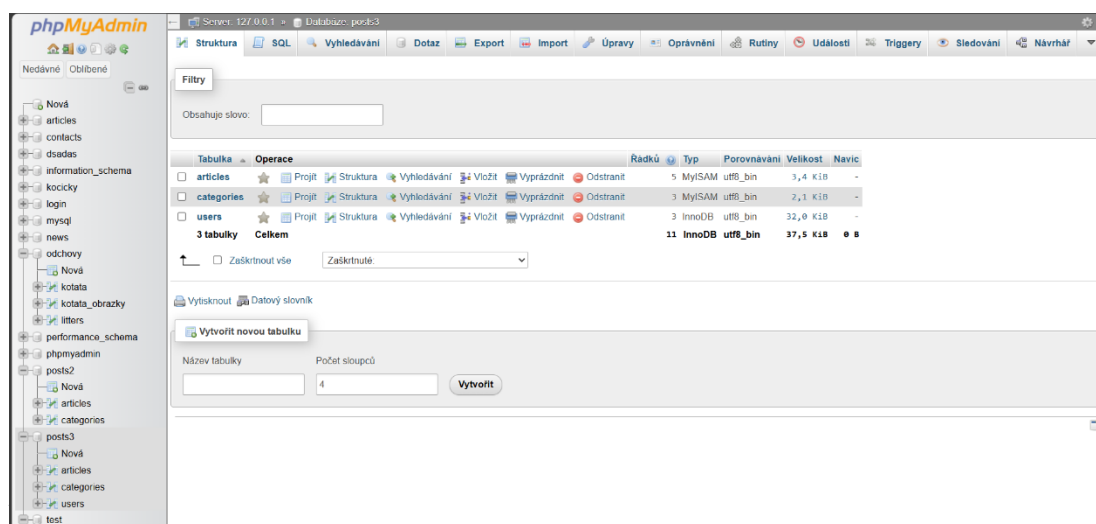 phpMyAdmin
Nedávné Oblíbené
Nová
articles
contacts
dsadas
information_schema
kocicky
login
mysql
news
odchovy
Nová
kotata
kotata_obrazky
litters
performance_schema
phpmyadmin
posts2
Nová
articles
categories
posts3
Nová
articles
categories
users
test
Server: 127.0.0.1 » Databáze: posts3
Struktura SQL Vyhledávání Dotaz Export Import Úpravy Oprávnění Rutiny Události Triggery Sledování Návrhář
Filtry
Obsahuje slovo:
Tabulka Operace Řádků Typ Porovnávání Velikost Navíc
articles Projít Struktura Vyhledávání Vložit Vyprázdnit Odstranit 5 MyISAM utf8_bin 3,4 KiB -
categories Projít Struktura Vyhledávání Vložit Vyprázdnit Odstranit 3 MyISAM utf8_bin 2,1 KiB -
users Projít Struktura Vyhledávání Vložit Vyprázdnit Odstranit 3 InnoDB utf8_bin 32,0 KiB -
3 tabulky Celkem 11 InnoDB utf8_bin 37,5 KiB 0 B
Zaškrtnout vše Zaškrtnuté:
Vytisknout Datový slovník
Vytvořit novou tabulku
Název tabulky Počet sloupců
4 Vytvořit